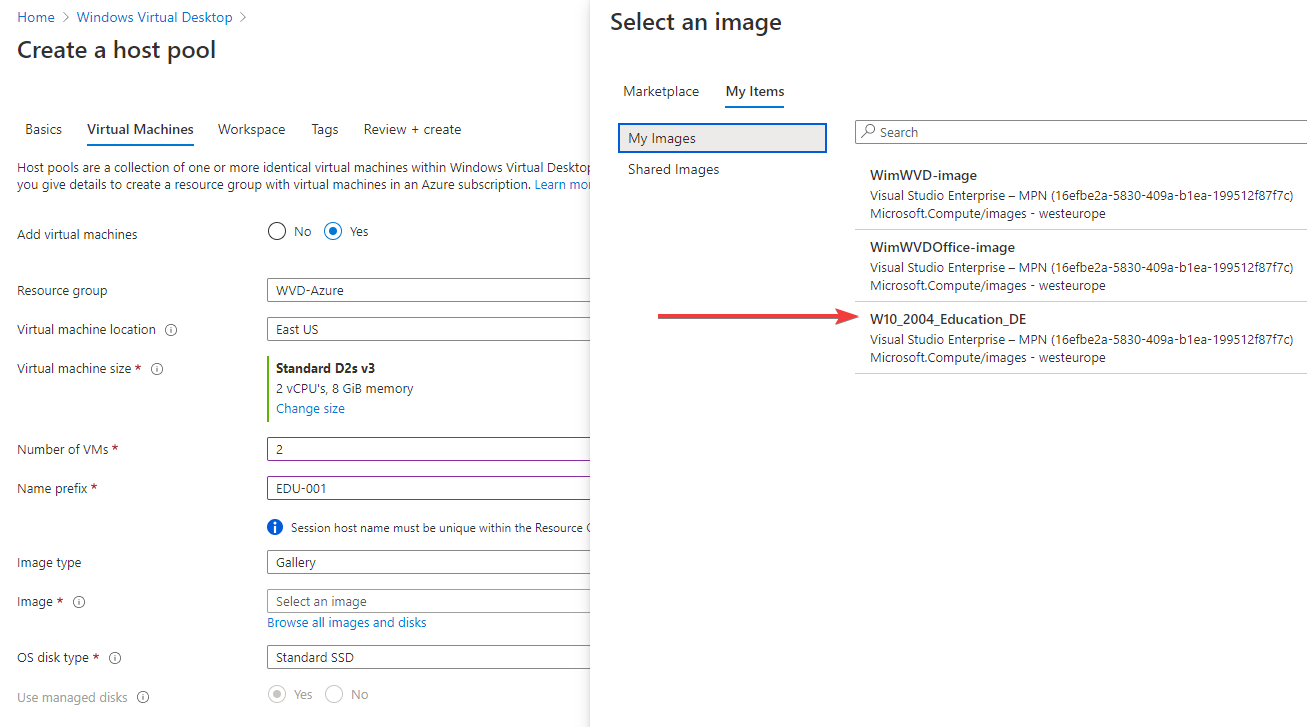 Home > Windows Virtual Desktop >
Create a host pool
Basics Virtual Machines Workspace Tags Review + create
Host pools are a collection of one or more identical virtual machines within Windows Virtual Desktop
you give details to create a resource group with virtual machines in an Azure subscription. Learn mo
Add virtual machines No Yes
Resource group WVD-Azure
Virtual machine location East US
Virtual machine size * Standard D2s v3
2 vCPU's, 8 GiB memory
Change size
Number of VMs * 2
Name prefix * EDU-001
Session host name must be unique within the Resource
Image type Gallery
Image * Select an image
Browse all images and disks
OS disk type * Standard SSD
Use managed disks Yes No
Select an image
Marketplace My Items
My Images
Shared Images
Search
WimWVD-image
Visual Studio Enterprise – MPN (16efbe2a-5830-409a-b1ea-199512f87f7c)
Microsoft.Compute/images - westeurope
WimWVDOffice-image
Visual Studio Enterprise – MPN (16efbe2a-5830-409a-b1ea-199512f87f7c)
Microsoft.Compute/images - westeurope
W10_2004_Education_DE
Visual Studio Enterprise – MPN (16efbe2a-5830-409a-b1ea-199512f87f7c)
Microsoft.Compute/images - westeurope